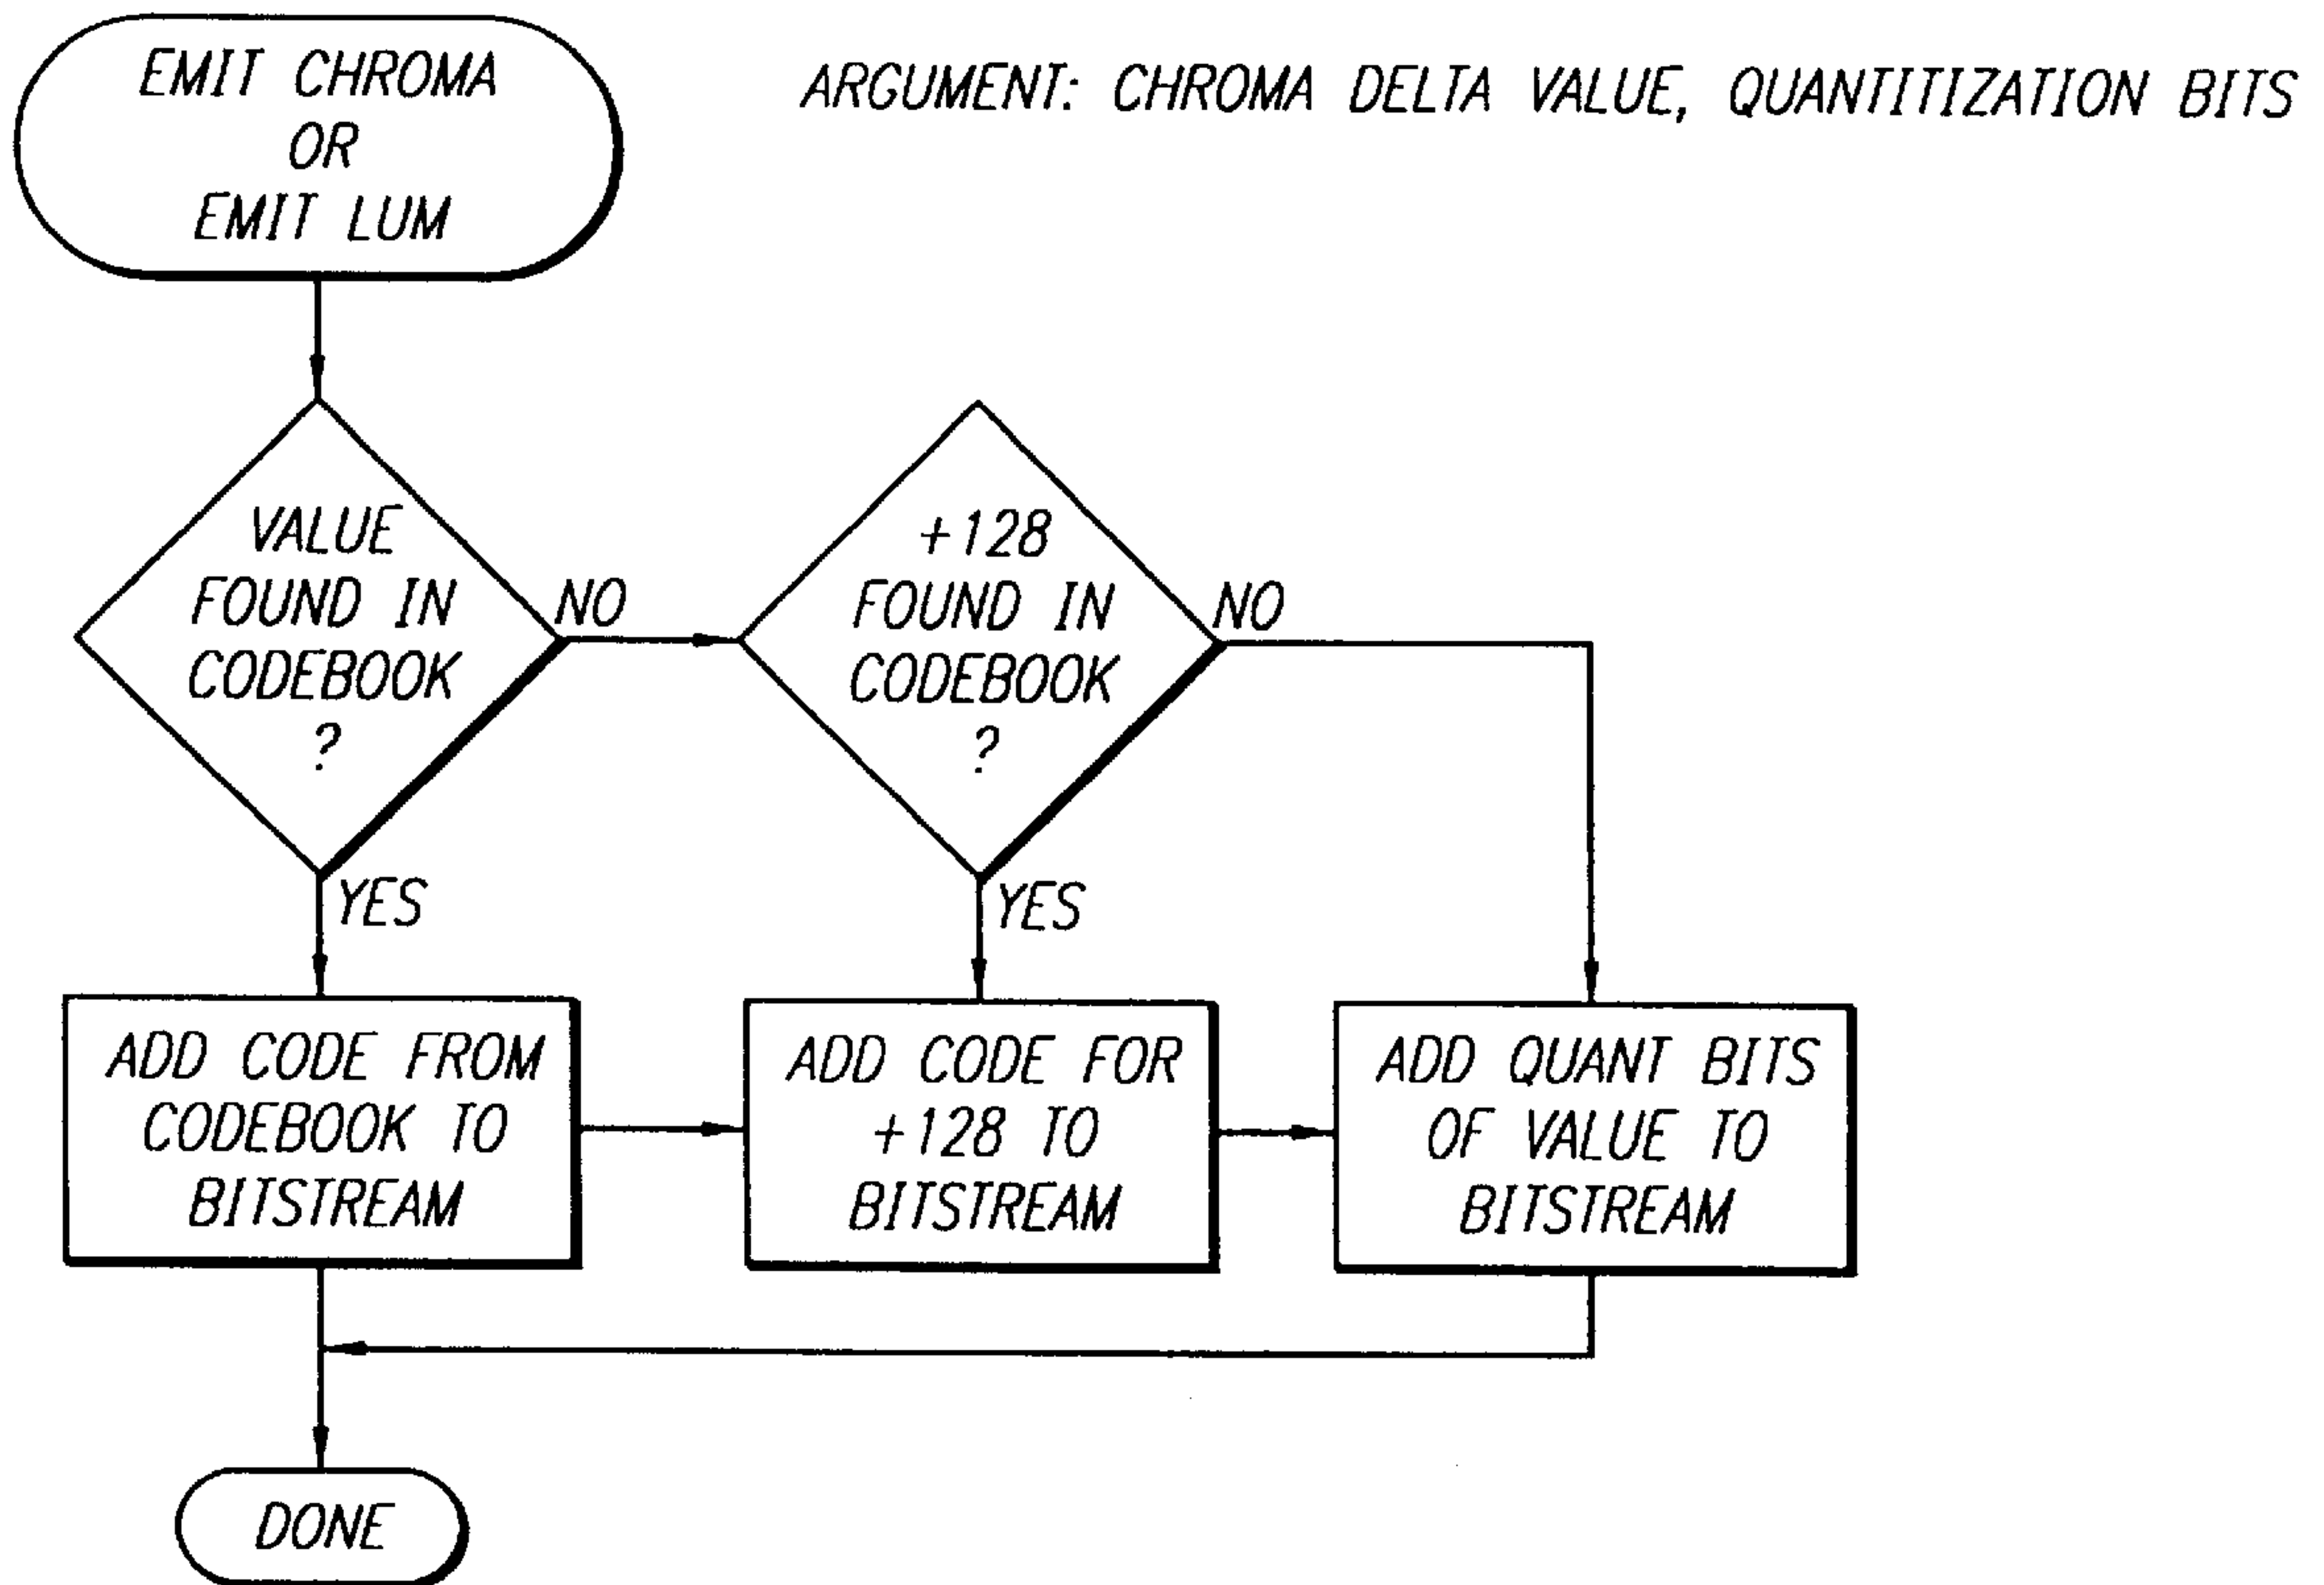 EMIT CHROMA
OR
EMIT LUM
ARGUMENT: CHROMA DELTA VALUE, QUANTITIZATION BITS
VALUE
FOUND IN
CODEBOOK
?
NO
+128
FOUND IN
CODEBOOK
?
NO
YES
YES
ADD CODE FROM
CODEBOOK TO
BITSTREAM
ADD CODE FOR
+128 TO
BITSTREAM
ADD QUANT BITS
OF VALUE TO
BITSTREAM
DONE